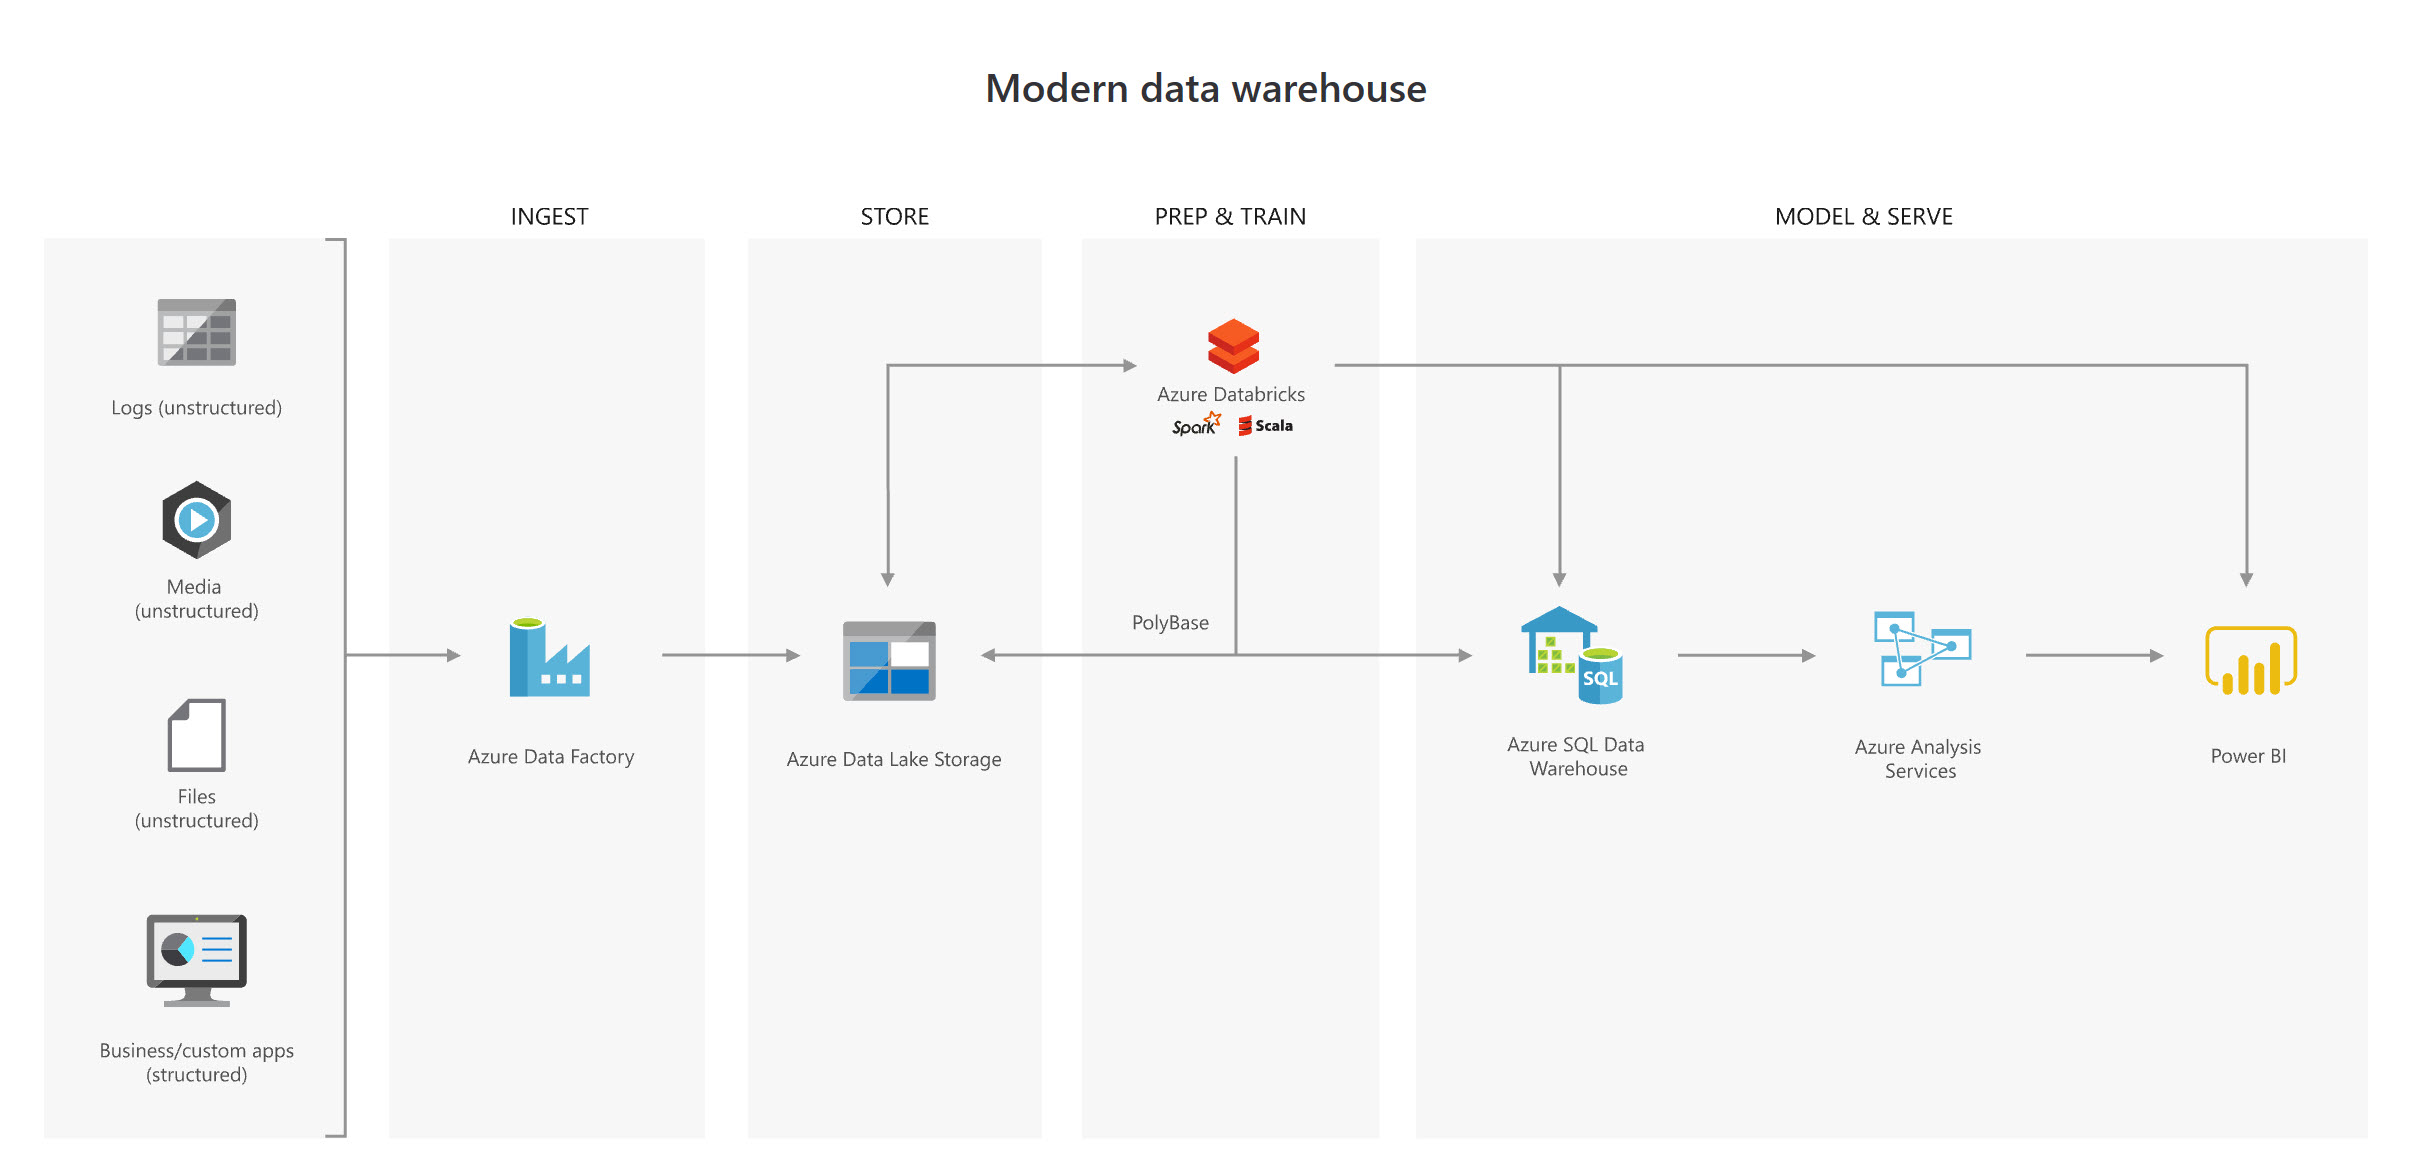 Modern data warehouse
INGEST
STORE
PREP & TRAIN
MODEL & SERVE
Logs (unstructured)
Media
(unstructured)
Files
(unstructured)
Business/custom apps
(structured)
Azure Data Factory
Azure Data Lake Storage
Azure Databricks
Spark
Scala
PolyBase
SQL
Azure SQL Data
Warehouse
Azure Analysis
Services
Power BI